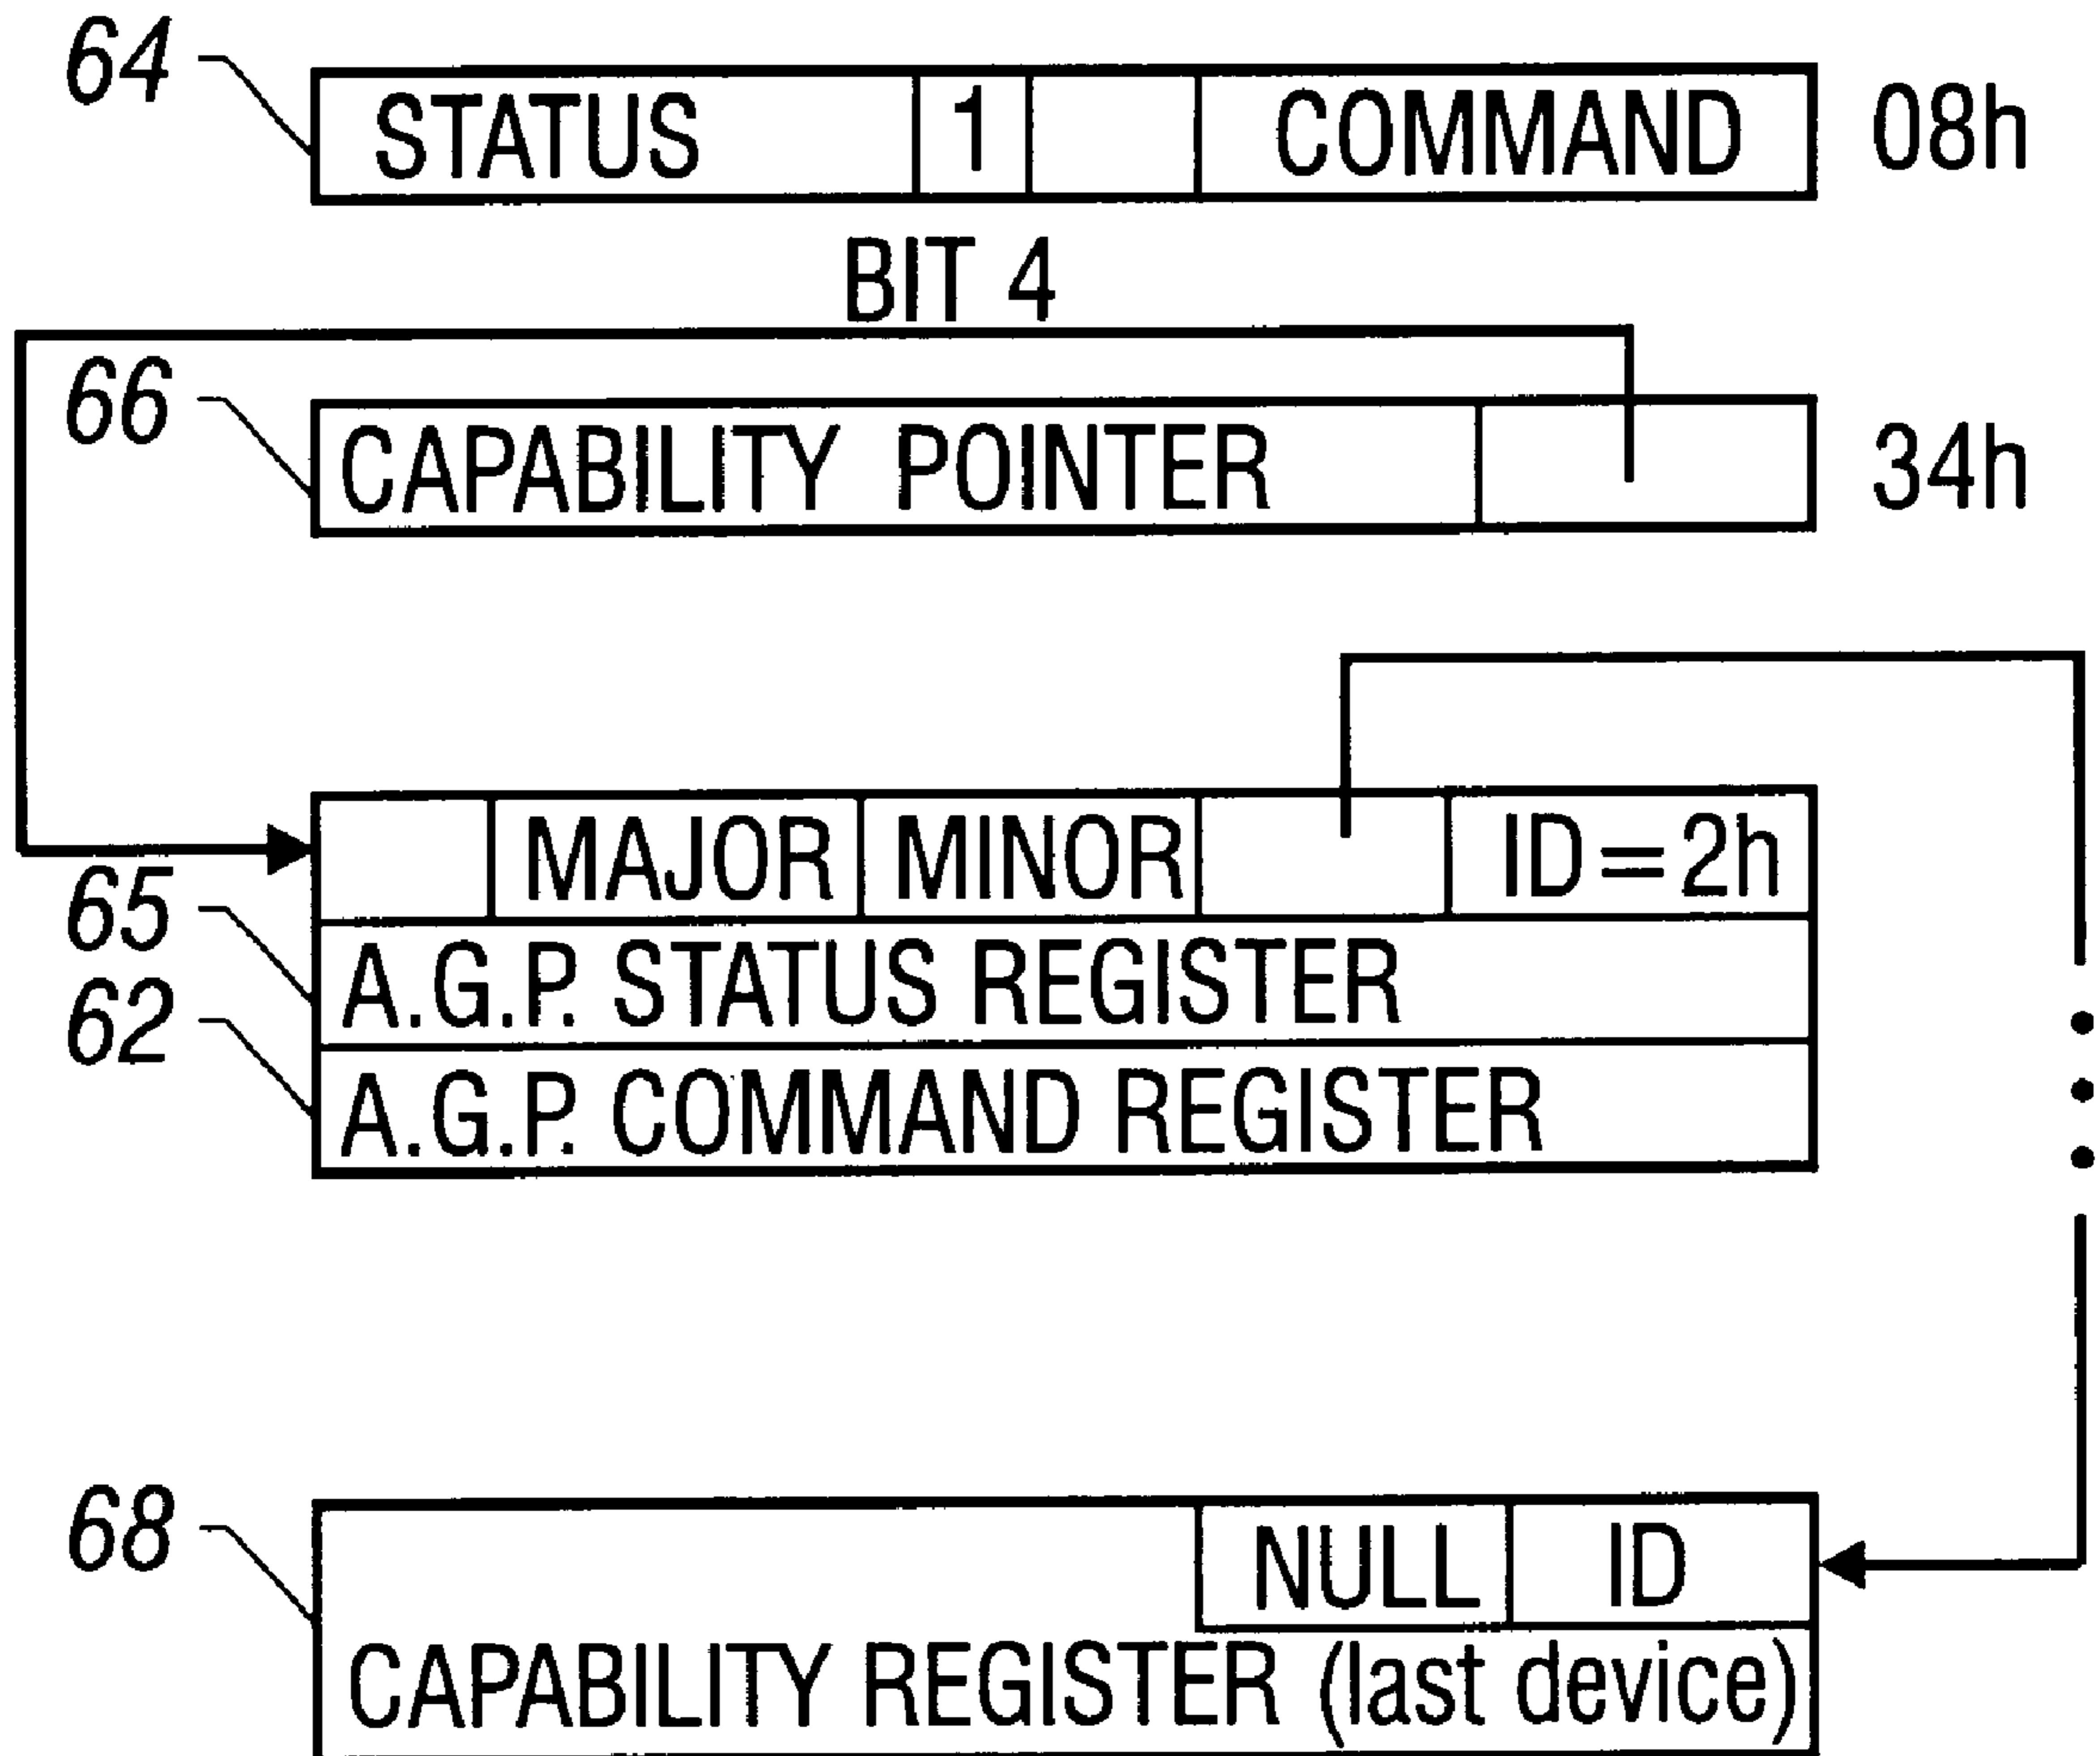 64 STATUS 1 COMMAND 08h
BIT 4
66 CAPABILITY POINTER 34h
MAJOR MINOR ID=2h
65 A.G.P. STATUS REGISTER
62 A.G.P. COMMAND REGISTER
68 NULL ID
CAPABILITY REGISTER (last device)